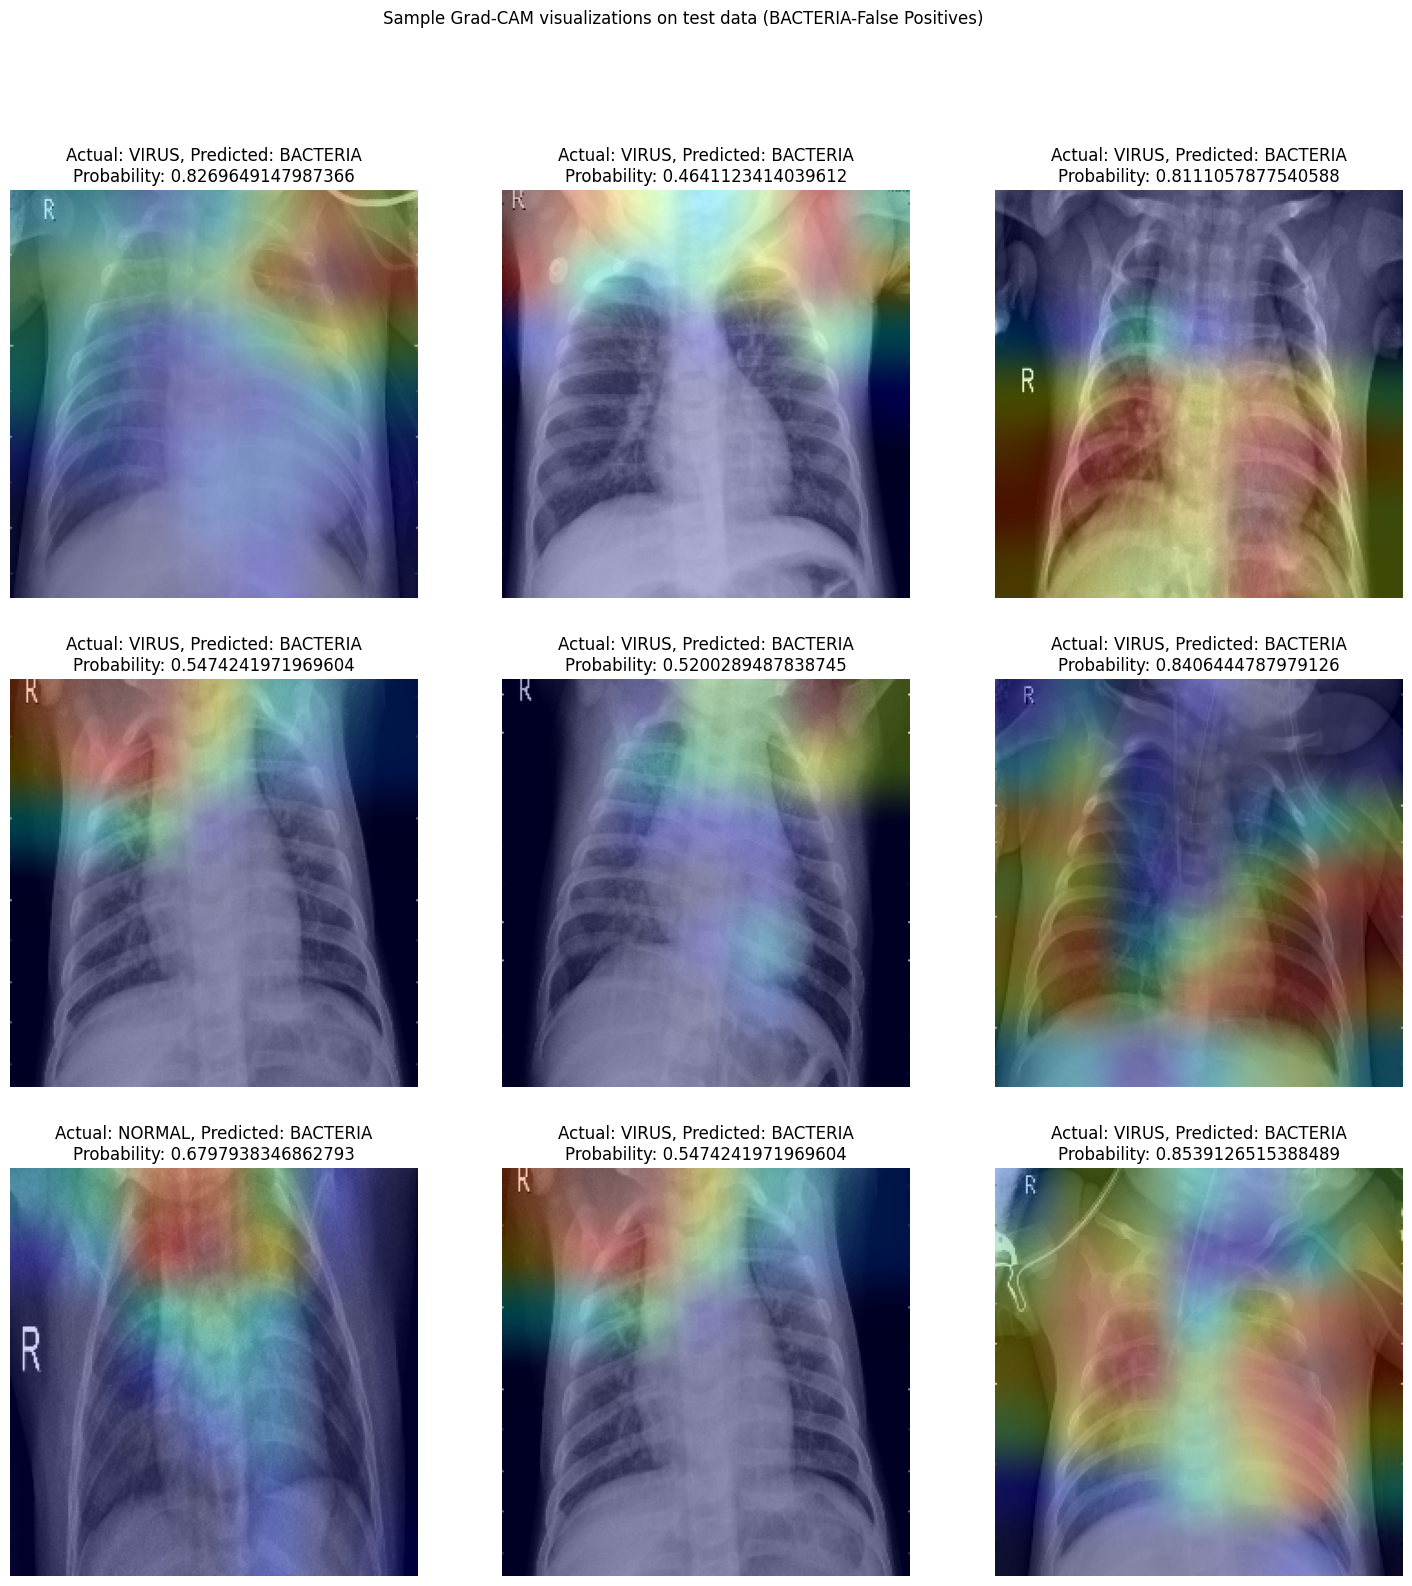 Sample Grad-CAM visualizations on test data (BACTERIA-False Positives)
Actual: VIRUS, Predicted: BACTERIA
Probability: 0.8269649147987366
Actual: VIRUS, Predicted: BACTERIA
Probability: 0.4641123414039612
Actual: VIRUS, Predicted: BACTERIA
Probability: 0.8111057877540588
R
R
R
Actual: VIRUS, Predicted: BACTERIA
Probability: 0.5474241971969604
Actual: VIRUS, Predicted: BACTERIA
Probability: 0.5200289487838745
Actual: VIRUS, Predicted: BACTERIA
Probability: 0.8406444787979126
R
R
R
Actual: NORMAL, Predicted: BACTERIA
Probability: 0.6797938346862793
Actual: VIRUS, Predicted: BACTERIA
Probability: 0.5474241971969604
Actual: VIRUS, Predicted: BACTERIA
Probability: 0.8539126515388489
R
R
R